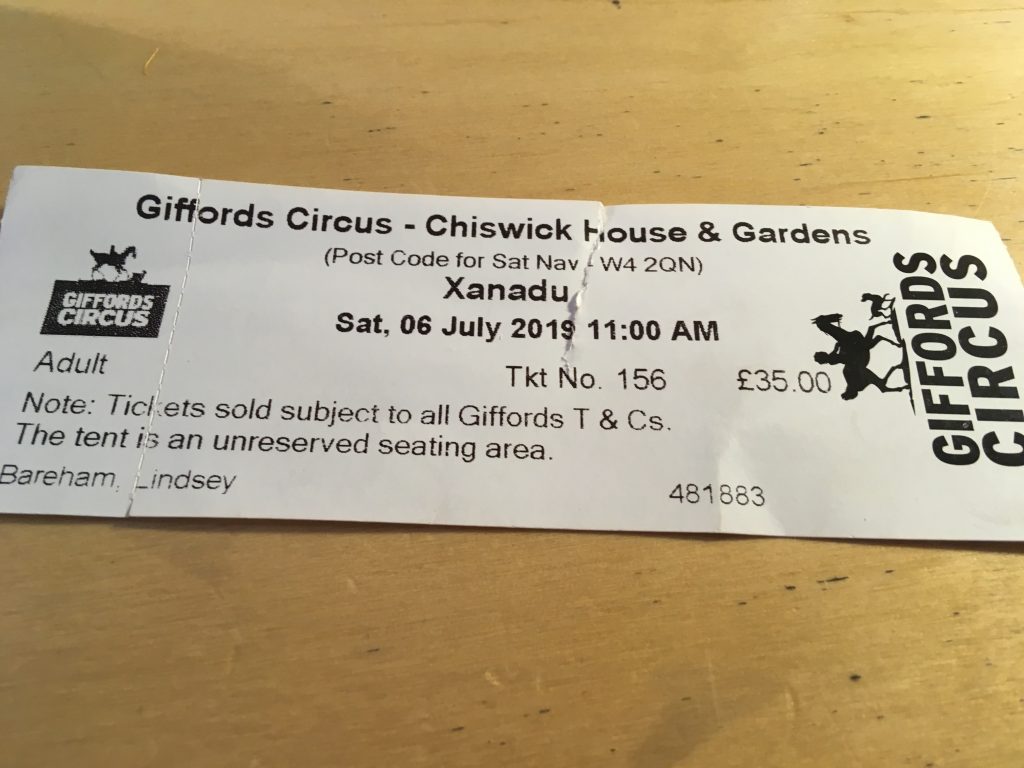 Giffords Circus - Chiswick House & Gardens
(Post Code for Sat Nav - W4 2QN)
Xanadu
Sat, 06 July 2019 11:00 AM
GIFFORDS
CIRCUS
Adult
Tkt No. 156 £35.00
Note: Tickets sold subject to all Giffords T & Cs.
The tent is an unreserved seating area.
Bareham, Lindsey
481883
GIFFORDS
CIRCUS